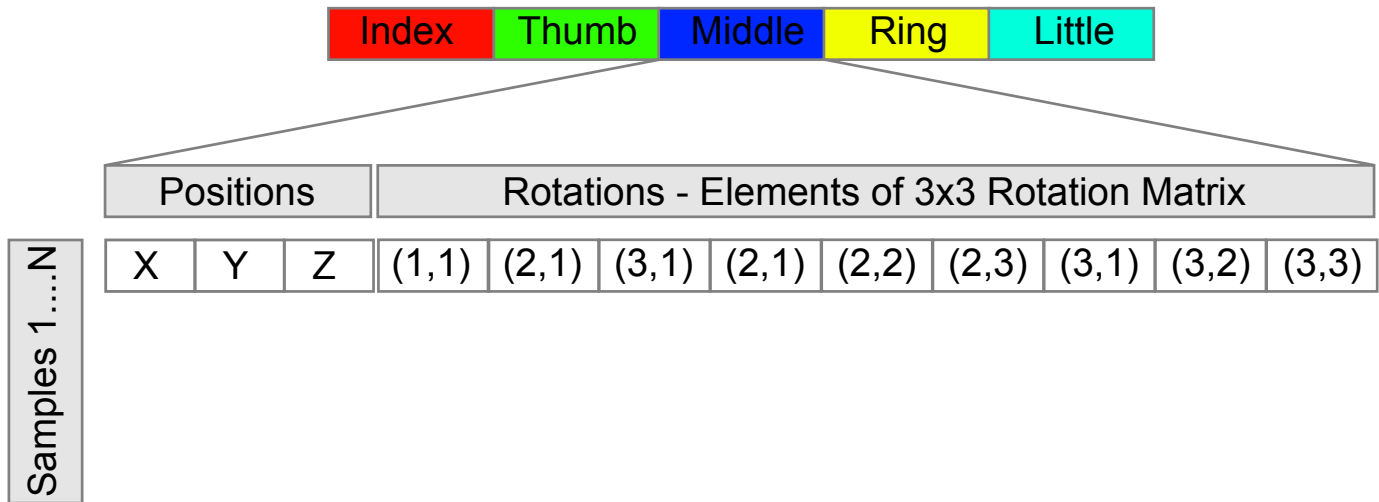 Index Thumb Middle Ring Little
Positions Rotations - Elements of 3x3 Rotation Matrix
X Y Z (1,1) (2,1) (3,1) (2,1) (2,2) (2,3) (3,1) (3,2) (3,3)
Samples 1....N